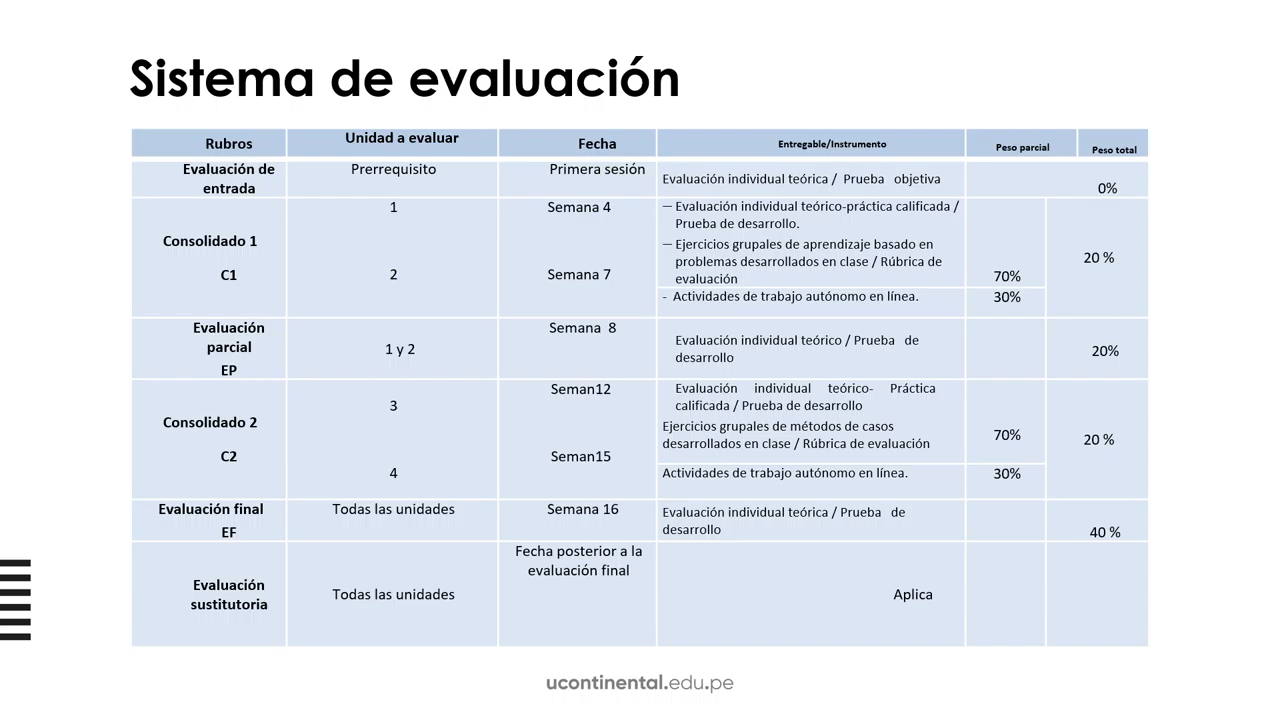 Sistema de evaluación
Rubros
Unidad a evaluar
Fecha
Entregable/Instrumento
Peso parcial
Peso total
Evaluación de
entrada
Prerrequisito
Primera sesión
Evaluación individual teórica / Prueba objetiva
0%
Consolidado 1
C1
1
2
Semana 4
Semana 7
– Evaluación individual teórico-práctica calificada /
Prueba de desarrollo.
– Ejercicios grupales de aprendizaje basado en
problemas desarrollados en clase / Rúbrica de
evaluación
70%
- Actividades de trabajo autónomo en línea.
30%
20 %
Evaluación
parcial
EP
1 y 2
Semana 8
Evaluación individual teórico / Prueba de
desarrollo
20%
Consolidado 2
C2
3
4
Seman12
Seman15
Evaluación individual teórico- Práctica
calificada / Prueba de desarrollo
Ejercicios grupales de métodos de casos
desarrollados en clase / Rúbrica de evaluación
70%
Actividades de trabajo autónomo en línea.
30%
20 %
Evaluación final
EF
Todas las unidades
Semana 16
Evaluación individual teórica / Prueba de
desarrollo
40 %
Evaluación
sustitutoria
Todas las unidades
Fecha posterior a la
evaluación final
Aplica
ucontinental.edu.pe